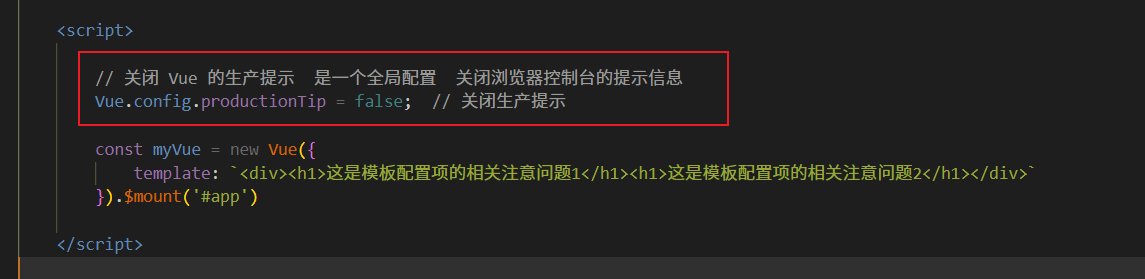 <script>
// 关闭 Vue 的生产提示  是一个全局配置  关闭浏览器控制台的提示信息
Vue.config.productionTip = false;  // 关闭生产提示
const myVue = new Vue({
template: `<div><h1>这是模板配置项的相关注意问题1</h1><h1>这是模板配置项的相关注意问题2</h1></div>`
}).$mount('#app')
</script>